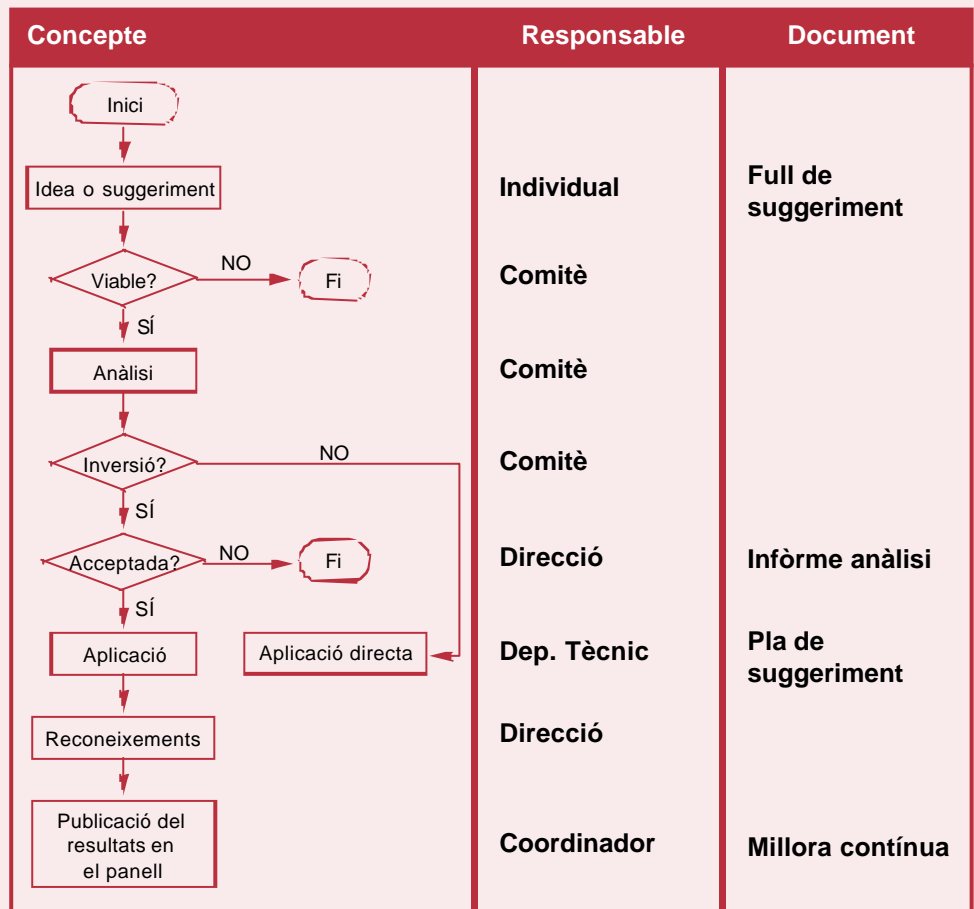 Concepte
Responsable
Document
Inici
Idea o suggeriment
Individual
Full de
suggeriment
Viable?
NO
Fi
Comitè
SÍ
Anàlisi
Comitè
Inversió?
NO
Comitè
SÍ
Acceptada?
NO
Fi
Direcció
Infòrme anàlisi
SÍ
Aplicació
Aplicació directa
Dep. Tècnic
Pla de
suggeriment
Reconeixements
Direcció
Publicació del
resultats en
el panell
Coordinador
Millora contínua